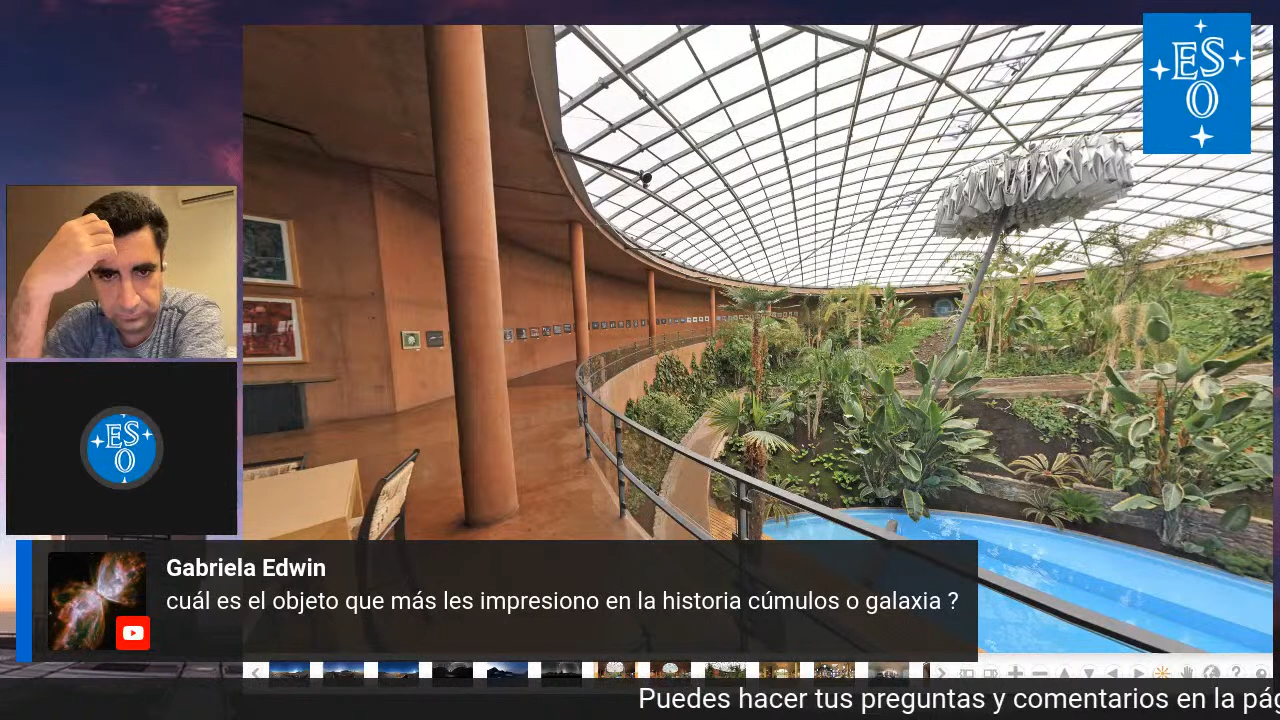 ESO
ESO
Gabriela Edwin
cuál es el objeto que más les impresiono en la historia cúmulos o galaxia ?
Puedes hacer tus preguntas y comentarios en la pág